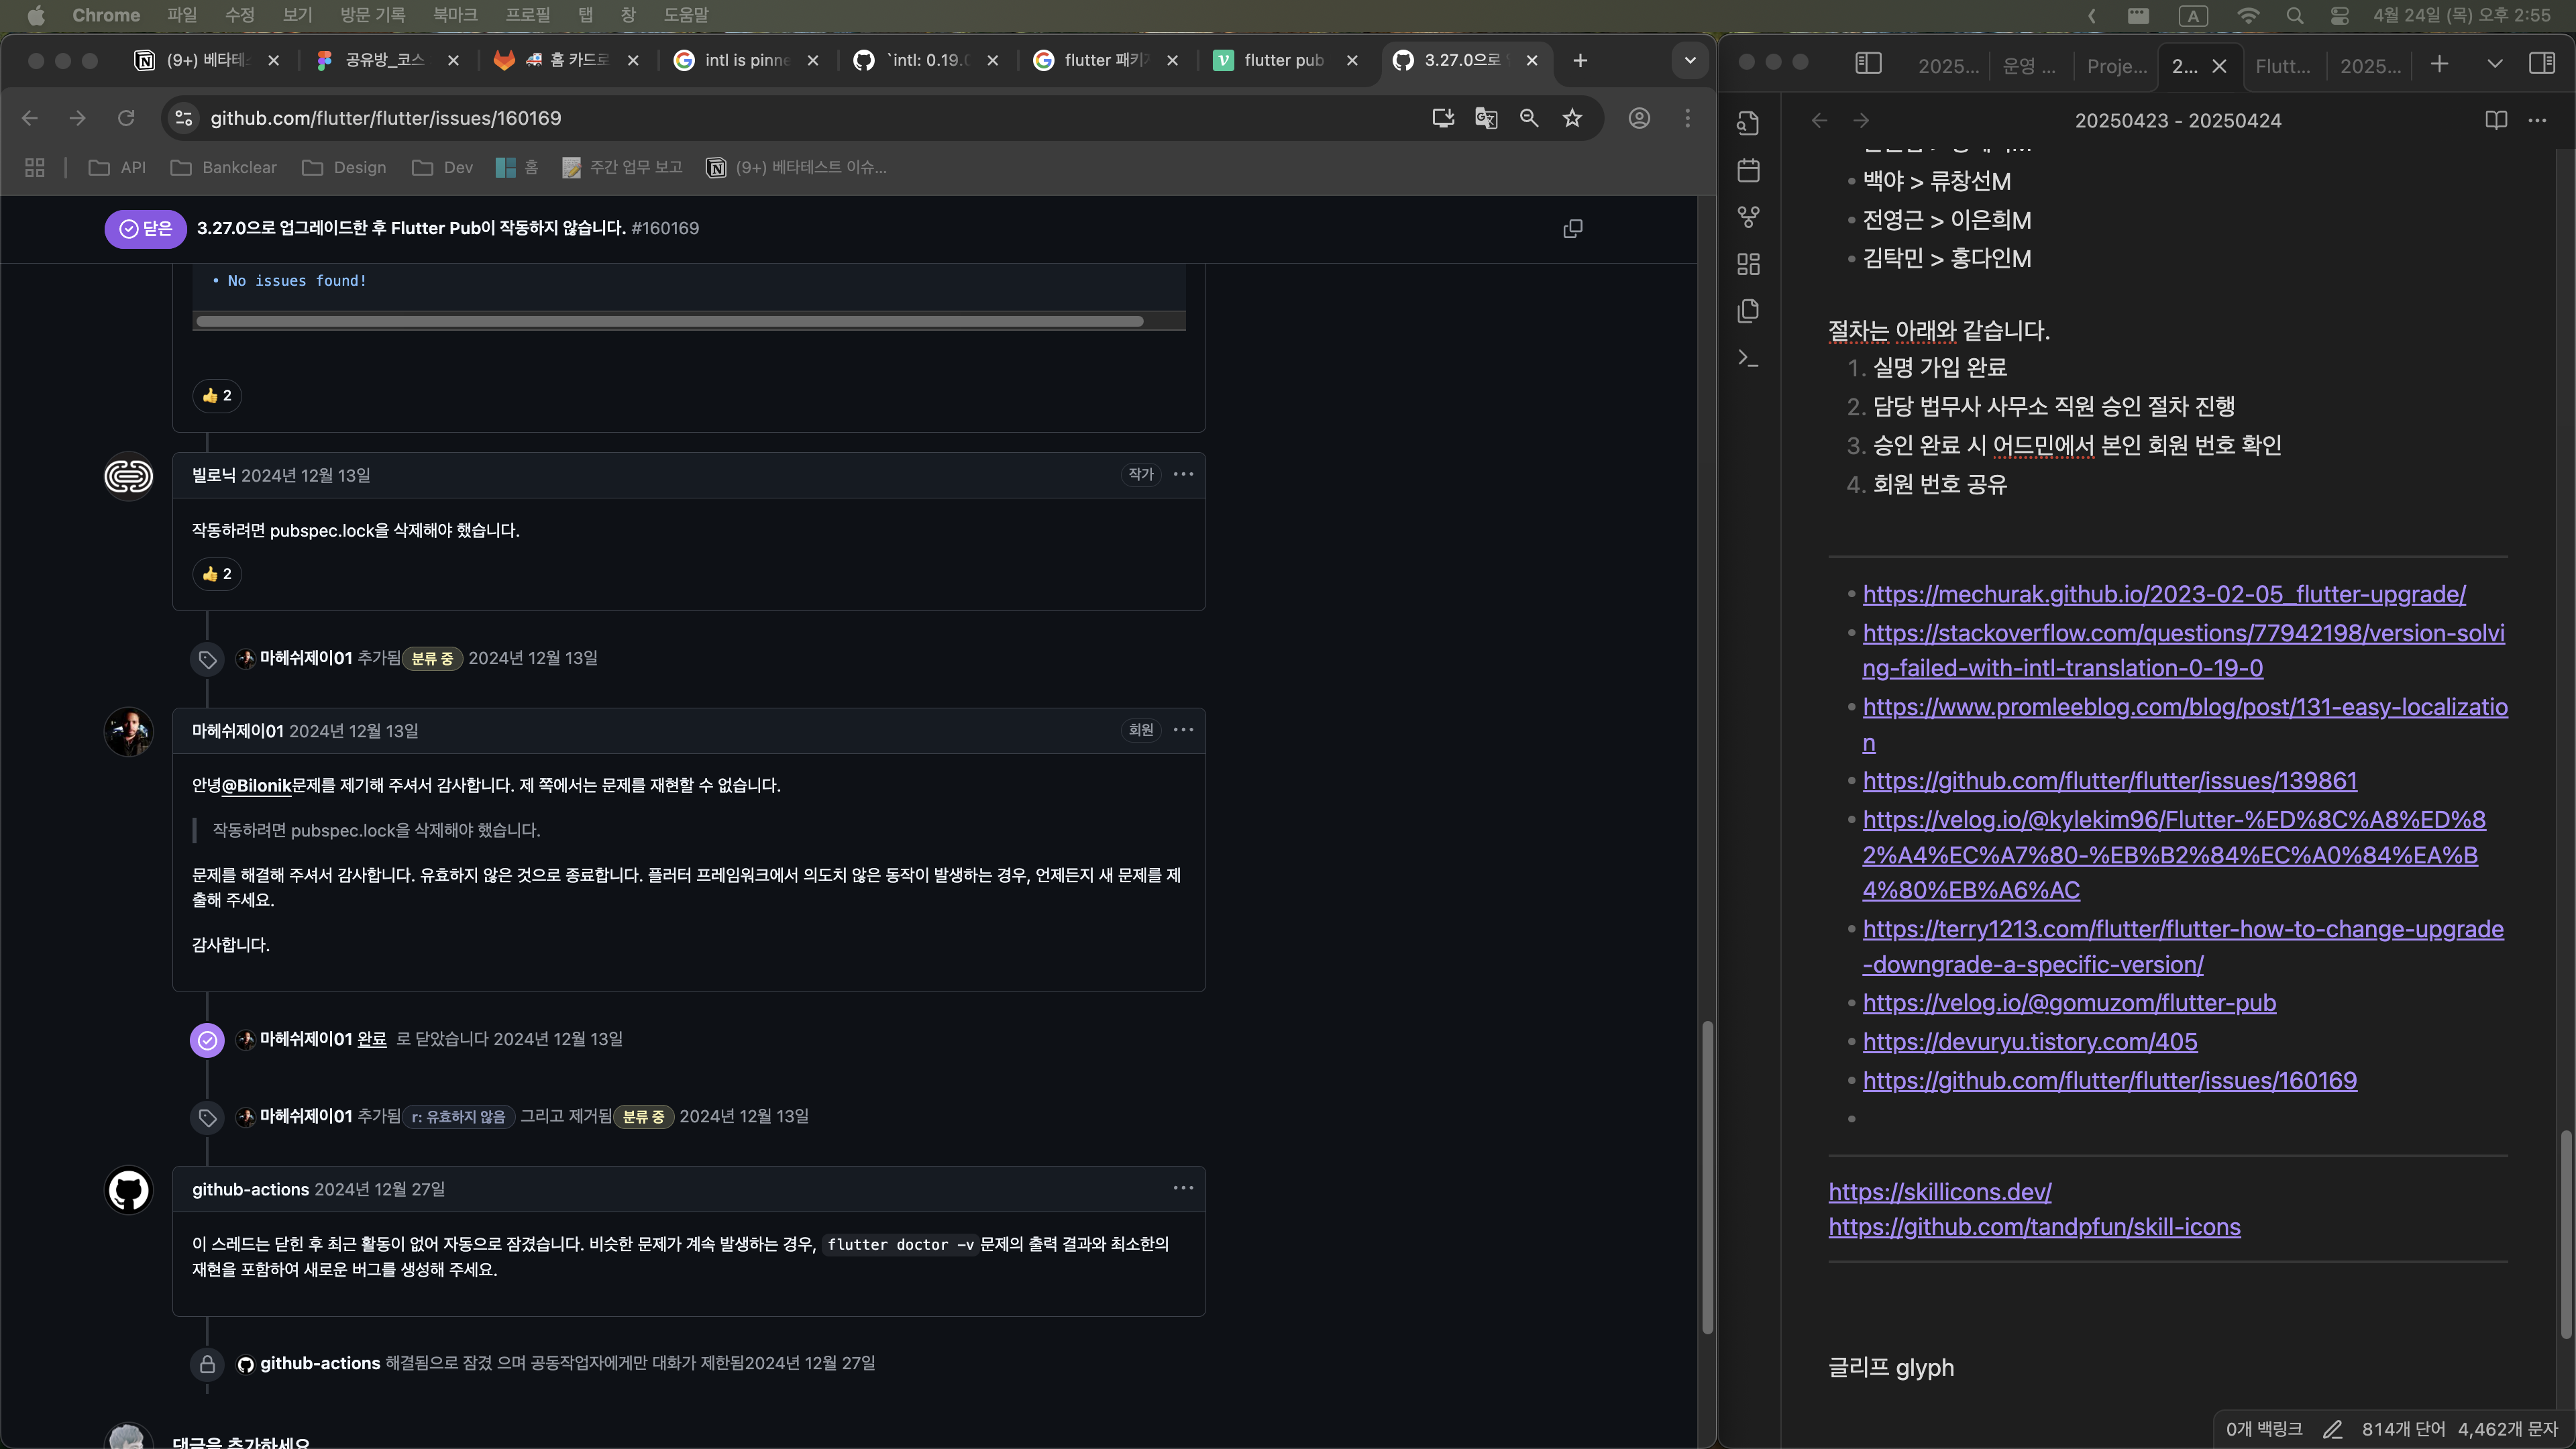 Chrome 파일 수정 보기 방문 기록 북마크 프로필 탭 창 도움말
A 4월 24일 (목) 오후 2:55
(9+) 베타테 공유방_코스 홈 카드로 intl is pinne `intl: 0.19.0 flutter 패키지 flutter pub 3.27.0으로
github.com/flutter/flutter/issues/160169
API Bankclear Design Dev 홈 주간 업무 보고 (9+) 베타테스트 이슈...
닫은 3.27.0으로 업그레이드한 후 Flutter Pub이 작동하지 않습니다. #160169
• No issues found!
2
빌로닉 2024년 12월 13일 작가
작동하려면 pubspec.lock을 삭제해야 했습니다.
2
마헤쉬제이01 추가됨 분류 중 2024년 12월 13일
마헤쉬제이01 2024년 12월 13일 회원
안녕@Bilonik문제를 제기해 주셔서 감사합니다. 제 쪽에서는 문제를 재현할 수 없습니다.
작동하려면 pubspec.lock을 삭제해야 했습니다.
문제를 해결해 주셔서 감사합니다. 유효하지 않은 것으로 종료합니다. 플러터 프레임워크에서 의도치 않은 동작이 발생하는 경우, 언제든지 새 문제를 제
출해 주세요.
감사합니다.
마헤쉬제이01 완료 로 닫았습니다 2024년 12월 13일
마헤쉬제이01 추가됨 r: 유효하지 않음 그리고 제거됨 분류 중 2024년 12월 13일
github-actions 2024년 12월 27일
이 스레드는 닫힌 후 최근 활동이 없어 자동으로 잠겼습니다. 비슷한 문제가 계속 발생하는 경우, flutter doctor -v 문제의 출력 결과와 최소한의
재현을 포함하여 새로운 버그를 생성해 주세요.
github-actions 해결됨으로 잠겼 으며 공동작업자에게만 대화가 제한됨2024년 12월 27일
댓글을 추가하세요
2025... 운영 ... Proje... 2... Flutt... 2025...
20250423 - 20250424
백야 > 류창선M
전영근 > 이은희M
김탁민 > 홍다인M
절차는 아래와 같습니다.
1. 실명 가입 완료
2. 담당 법무사 사무소 직원 승인 절차 진행
3. 승인 완료 시 어드민에서 본인 회원 번호 확인
4. 회원 번호 공유
https://mechurak.github.io/2023-02-05_flutter-upgrade/
https://stackoverflow.com/questions/77942198/version-solvi
ng-failed-with-intl-translation-0-19-0
https://www.promleeblog.com/blog/post/131-easy-localizatio
n
https://github.com/flutter/flutter/issues/139861
https://velog.io/@kylekim96/Flutter-%ED%8C%A8%ED%8
2%A4%EC%A7%80-%EB%B2%84%EC%A0%84%EA%B
4%80%EB%A6%AC
https://terry1213.com/flutter/flutter-how-to-change-upgrade
-downgrade-a-specific-version/
https://velog.io/@gomuzom/flutter-pub
https://devuryu.tistory.com/405
https://github.com/flutter/flutter/issues/160169
https://skillicons.dev/
https://github.com/tandpfun/skill-icons
글리프 glyph
0개 백링크 814개 단어 4,462개 문자